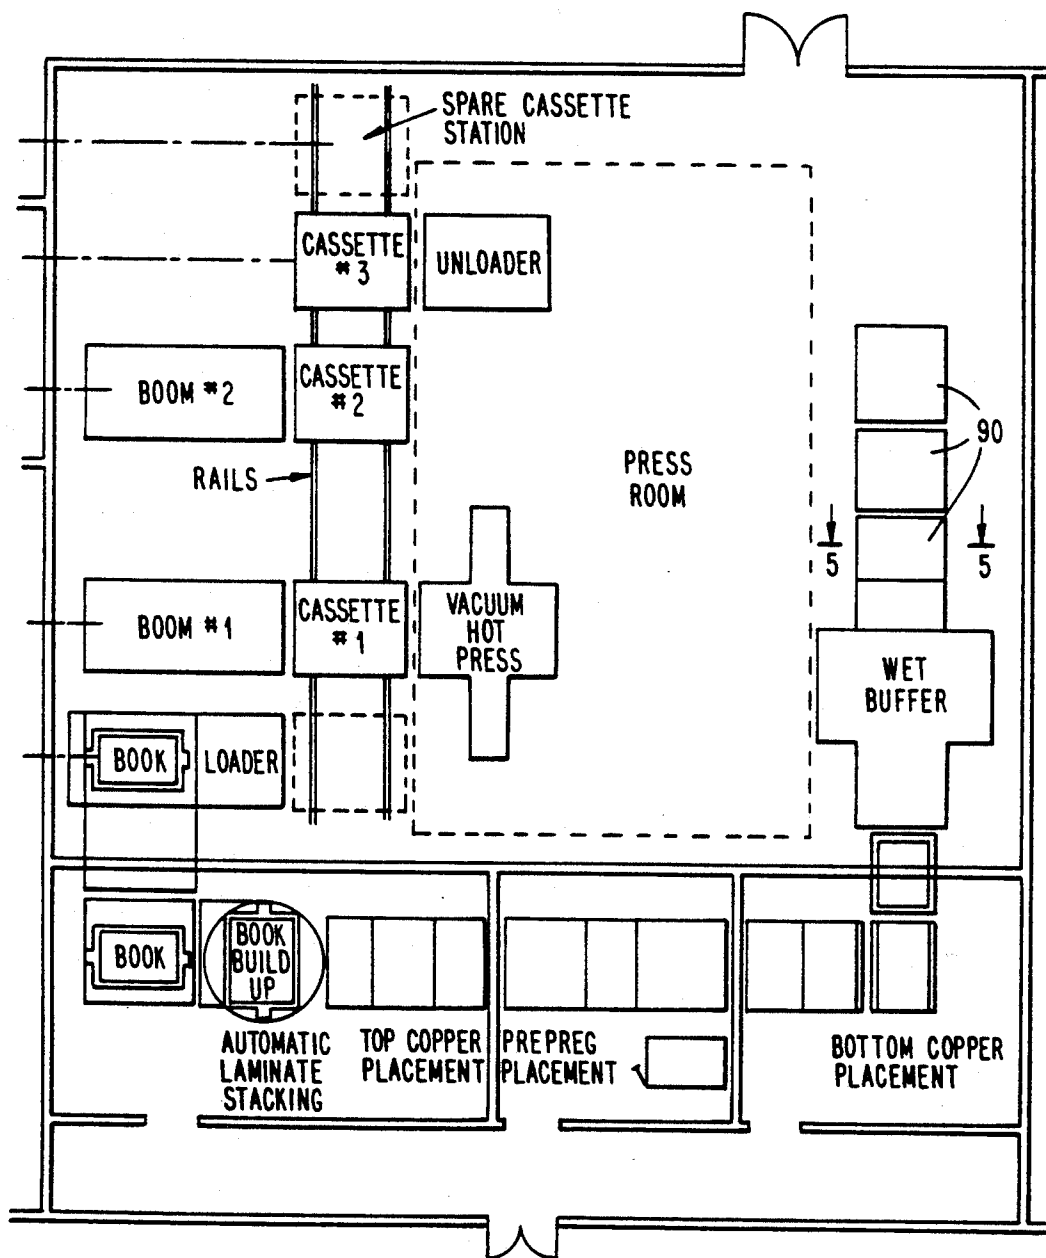 SPARE CASSETTE
STATION
CASSETTE
#3
UNLOADER
BOOM #2
CASSETTE
#2
90
RAILS
PRESS
ROOM
5
5
BOOM #1
CASSETTE
#1
VACUUM
HOT
PRESS
WET
BUFFER
BOOK
LOADER
BOOK
BOOK
BUILD
UP
AUTOMATIC
LAMINATE
STACKING
TOP COPPER
PLACEMENT
PREPREG
PLACEMENT
BOTTOM COPPER
PLACEMENT